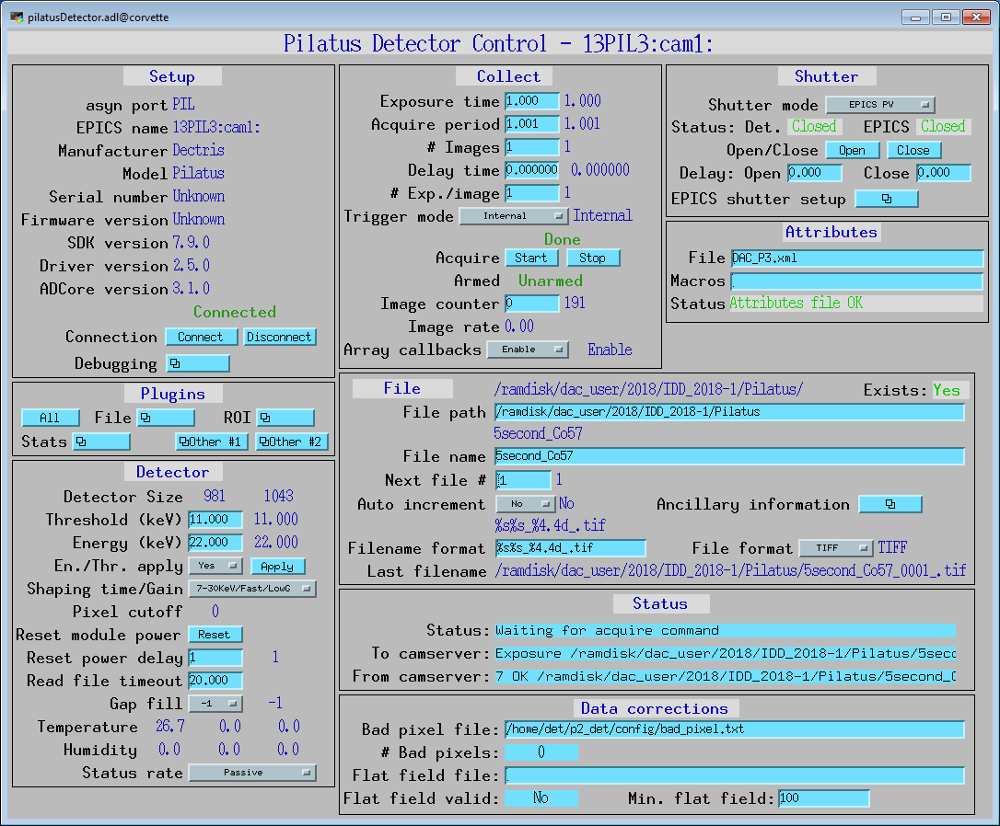 pilatusDetector.adl@corvette
Pilatus Detector Control - 13PIL3:cam1:
Setup
asyn port PIL
EPICS name 13PIL3:cam1:
Manufacturer Dectris
Model Pilatus
Serial number Unknown
Firmware version Unknown
SDK version 7.9.0
Driver version 2.5.0
ADCore version 3.1.0
Connected
Connection Connect Disconnect
Debugging
Plugins
All File ROI
Stats Other #1 Other #2
Detector
Detector Size 981 1043
Threshold (keV) 11.000 11.000
Energy (keV) 22.000 22.000
En./Thr. apply Yes Apply
Shaping time/Gain 7-30KeV/Fast/LowG
Pixel cutoff 0
Reset module power Reset
Reset power delay 1 1
Read file timeout 20.000
Gap fill -1 -1
Temperature 26.7 0.0 0.0
Humidity 0.0 0.0 0.0
Status rate Passive
Collect
Exposure time 1.000 1.000
Acquire period 1.001 1.001
# Images 1 1
Delay time 0.000000 0.000000
# Exp./image 1 1
Trigger mode Internal Internal
Done
Acquire Start Stop
Armed Unarmed
Image counter 0 191
Image rate 0.00
Array callbacks Enable Enable
Shutter
Shutter mode EPICS PV
Status: Det. Closed EPICS Closed
Open/Close Open Close
Delay: Open 0.000 Close 0.000
EPICS shutter setup
Attributes
File DAC_P3.xml
Macros
Status Attributes file OK
File /ramdisk/dac_user/2018/IDD_2018-1/Pilatus/ Exists: Yes
File path /ramdisk/dac_user/2018/IDD_2018-1/Pilatus
5second_Co57
File name 5second_Co57
Next file # 1 1
Auto increment No No Ancillary information
%s%s_%4.4d_.tif
Filename format %s%s_%4.4d_.tif File format TIFF TIFF
Last filename /ramdisk/dac_user/2018/IDD_2018-1/Pilatus/5second_Co57_0001_.tif
Status
Status: Waiting for acquire command
To camserver: Exposure /ramdisk/dac_user/2018/IDD_2018-1/Pilatus/5secc
From camserver: 7 OK /ramdisk/dac_user/2018/IDD_2018-1/Pilatus/5second_C
Data corrections
Bad pixel file: /home/det/p2_det/config/bad_pixel.txt
# Bad pixels: 0
Flat field file:
Flat field valid: No Min. flat field: 100